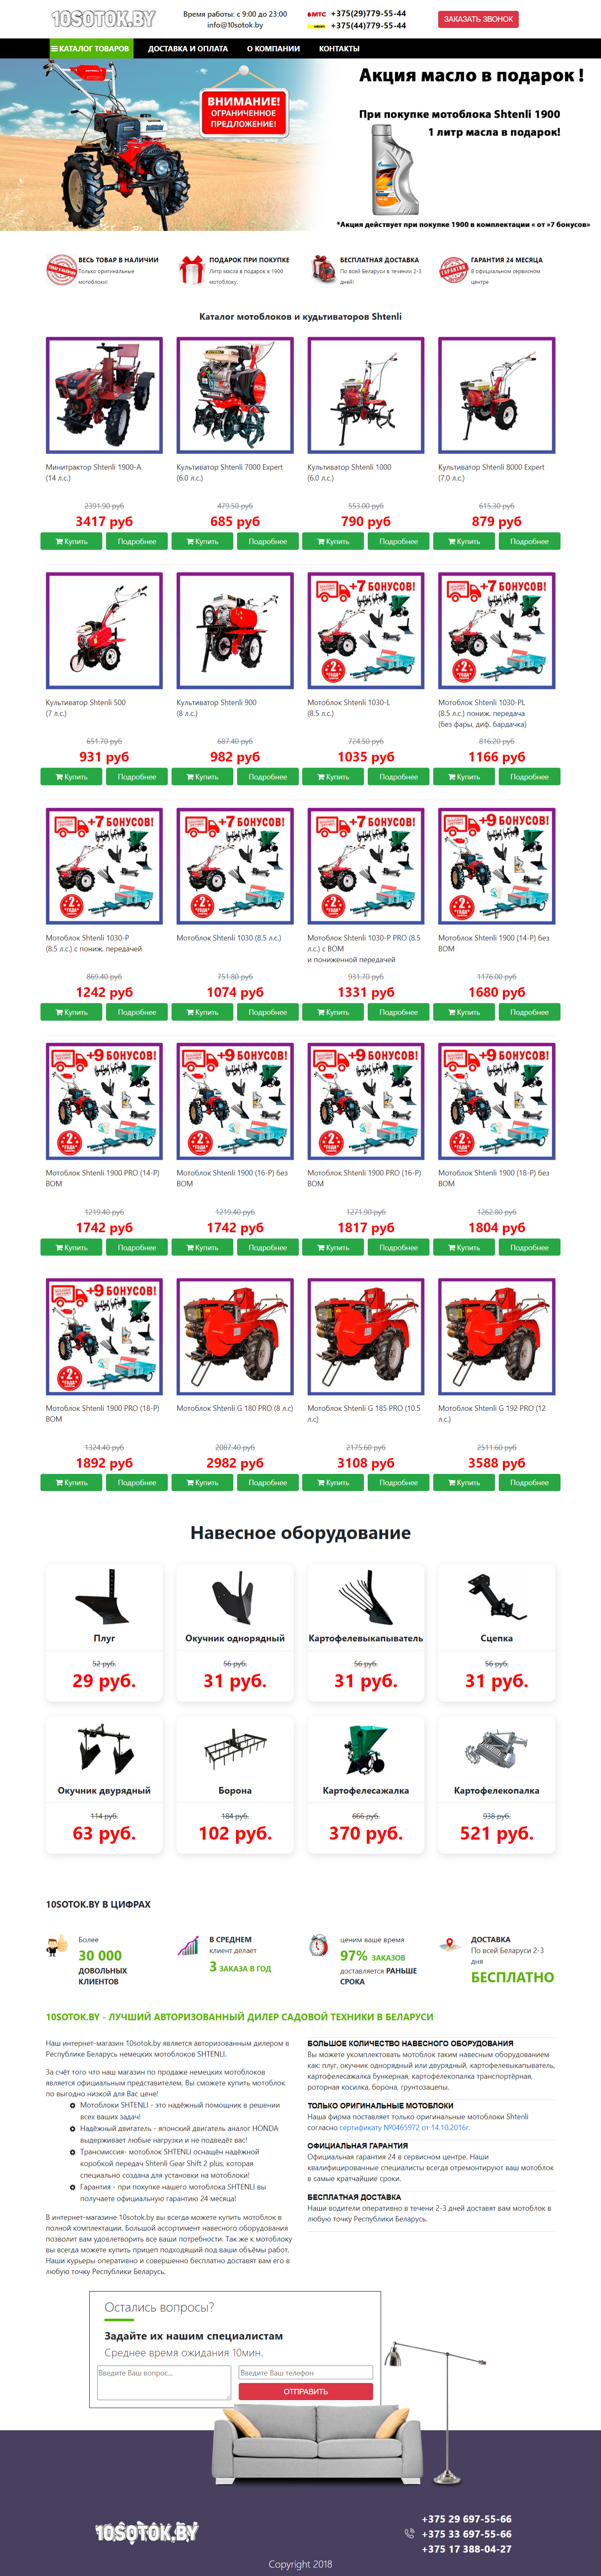 10SOTOK.BY
Время работы: с 9:00 до 23:00
info@10sotok.by
МТС +375(29)779-55-44
+375(44)779-55-44
ЗАКАЗАТЬ ЗВОНОК
КАТАЛОГ ТОВАРОВ ДОСТАВКА И ОПЛАТА О КОМПАНИИ КОНТАКТЫ
ВНИМАНИЕ!
ОГРАНИЧЕННОЕ
ПРЕДЛОЖЕНИЕ!
Акция масло в подарок !
При покупке мотоблока Shtenli 1900
1 литр масла в подарок!
*Акция действует при покупке 1900 в комплектации « от »7 бонусов»
ВЕСЬ ТОВАР В НАЛИЧИИ
Только оригинальные
мотоблоки!
ПОДАРОК ПРИ ПОКУПКЕ
Литр масла в подарок к 1900
мотоблоку.
БЕСПЛАТНАЯ ДОСТАВКА
По всей Беларуси в течении 2-3
дней!
ГАРАНТИЯ
ГАРАНТИЯ 24 МЕСЯЦА
В официальном сервисном
центре
Каталог мотоблоков и кудьтиваторов Shtenli
Минитрактор Shtenli 1900-А
(14 л.с.)
2391.90 руб
3417 руб
Купить Подробнее
Культиватор Shtenli 7000 Expert
(6.0 л.с.)
479.50 руб
685 руб
Купить Подробнее
Культиватор Shtenli 1000
(6.0 л.с.)
553.00 руб
790 руб
Купить Подробнее
Культиватор Shtenli 8000 Expert
(7.0 л.с.)
615.30 руб
879 руб
Купить Подробнее
Культиватор Shtenli 500
(7 л.с.)
651.70 руб
931 руб
Купить Подробнее
Культиватор Shtenli 900
(8 л.с.)
687.40 руб
982 руб
Купить Подробнее
+7 БОНУСОВ!
Мотоблок Shtenli 1030-L
(8.5 л.с.)
724.50 руб
1035 руб
Купить Подробнее
+7 БОНУСОВ!
Мотоблок Shtenli 1030-PL
(8.5 л.с.) пониж. передача
(без фары, диф. бардачка)
816.20 руб
1166 руб
Купить Подробнее
+7 БОНУСОВ!
Мотоблок Shtenli 1030-P
(8.5 л.с.) с пониж. передачей
869.40 руб
1242 руб
Купить Подробнее
+7 БОНУСОВ!
Мотоблок Shtenli 1030 (8.5 л.с.)
751.80 руб
1074 руб
Купить Подробнее
+7 БОНУСОВ!
Мотоблок Shtenli 1030-P PRO (8.5
л.с.) с ВОМ
и пониженной передачей
931.70 руб
1331 руб
Купить Подробнее
+9 БОНУСОВ!
Мотоблок Shtenli 1900 (14-P) без
ВОМ
1176.00 руб
1680 руб
Купить Подробнее
+9 БОНУСОВ!
Мотоблок Shtenli 1900 PRO (14-P)
ВОМ
1219.40 руб
1742 руб
Купить Подробнее
+9 БОНУСОВ!
Мотоблок Shtenli 1900 (16-P) без
ВОМ
1219.40 руб
1742 руб
Купить Подробнее
+9 БОНУСОВ!
Мотоблок Shtenli 1900 PRO (16-P)
ВОМ
1271.90 руб
1817 руб
Купить Подробнее
+9 БОНУСОВ!
Мотоблок Shtenli 1900 (18-P) без
ВОМ
1262.80 руб
1804 руб
Купить Подробнее
+9 БОНУСОВ!
Мотоблок Shtenli 1900 PRO (18-P)
ВОМ
1324.40 руб
1892 руб
Купить Подробнее
Мотоблок Shtenli G 180 PRO (8 л.с)
2087.40 руб
2982 руб
Купить Подробнее
Мотоблок Shtenli G 185 PRO (10.5
л.с)
2175.60 руб
3108 руб
Купить Подробнее
Мотоблок Shtenli G 192 PRO (12
л.с.)
2511.60 руб
3588 руб
Купить Подробнее
Навесное оборудование
Плуг
52 руб.
29 руб.
Окучник однорядный
56 руб.
31 руб.
Картофелевыкапыватель
56 руб.
31 руб.
Сцепка
56 руб.
31 руб.
Окучник двурядный
114 руб.
63 руб.
Борона
184 руб.
102 руб.
Картофелесажалка
666 руб.
370 руб.
Картофелекопалка
938 руб.
521 руб.
10SOTOK.BY В ЦИФРАХ
Более
30 000
ДОВОЛЬНЫХ
КЛИЕНТОВ
В СРЕДНЕМ
клиент делает
3 ЗАКАЗА В ГОД
ценим ваше время
97% ЗАКАЗОВ
доставляется РАНЬШЕ
СРОКА
ДОСТАВКА
По всей Беларуси 2-3
дня
БЕСПЛАТНО
10SOTOK.BY - ЛУЧШИЙ АВТОРИЗОВАННЫЙ ДИЛЕР САДОВОЙ ТЕХНИКИ В БЕЛАРУСИ
Наш интернет-магазин 10sotok.by является авторизованным дилером в
Республике Беларусь немецких мотоблоков SHTENLI.
За счёт того что наш магазин по продаже немецких мотоблоков
является официальным представителем, Вы сможете купить мотоблок
по выгодно низкой для Вас цене!
Мотоблоки SHTENLI - это надёжный помощник в решении
всех ваших задач!
Надёжный двигатель - японский двигатель аналог HONDA
выдерживает любые нагрузки и не подведёт вас!
Трансмиссия- мотоблок SHTENLI оснащён надёжной
коробкой передач Shtenli Gear Shift 2 plus, которая
специально создана для установки на мотоблоки!
Гарантия - при покупке нашего мотоблока SHTENLI вы
получаете официальную гарантию 24 месяца!
В интернет-магазине 10sotok.by вы всегда можете купить мотоблок в
полной комплектации. Большой ассортимент навесного оборудования
позволит вам удовлетворить все ваши потребности. Так же к мотоблоку
вы всегда можете купить прицеп подходящий под ваши объёмы работ.
Наши курьеры оперативно и совершенно бесплатно доставят вам его в
любую точку Республики Беларусь.
БОЛЬШОЕ КОЛИЧЕСТВО НАВЕСНОГО ОБОРУДОВАНИЯ
Вы можете укомплектовать мотоблок таким навесным оборудованием
как: плуг, окучник однорядный или двурядный, картофелевыкапыватель,
картофелесажалка бункерная, картофелекопалка транспортёрная,
роторная косилка, борона, грунтозацепы.
ТОЛЬКО ОРИГИНАЛЬНЫЕ МОТОБЛОКИ
Наша фирма поставляет только оригинальные мотоблоки Shtenli
согласно сертификату №0465972 от 14.10.2016г.
ОФИЦИАЛЬНАЯ ГАРАНТИЯ
Официальная гарантия 24 в сервисном центре. Наши
квалифицированные специалисты всегда отремонтируют ваш мотоблок
в самые кратчайшие сроки.
БЕСПЛАТНАЯ ДОСТАВКА
Наши водители оперативно в течени 2-3 дней доставят вам мотоблок в
любую точку Республики Беларусь.
Остались вопросы?
Задайте их нашим специалистам
Среднее время ожидания 10мин.
Введите Ваш вопрос...
Введите Ваш телефон
ОТПРАВИТЬ
10SOTOK.BY
+375 29 697-55-66
+375 33 697-55-66
+375 17 388-04-27
Copyright 2018